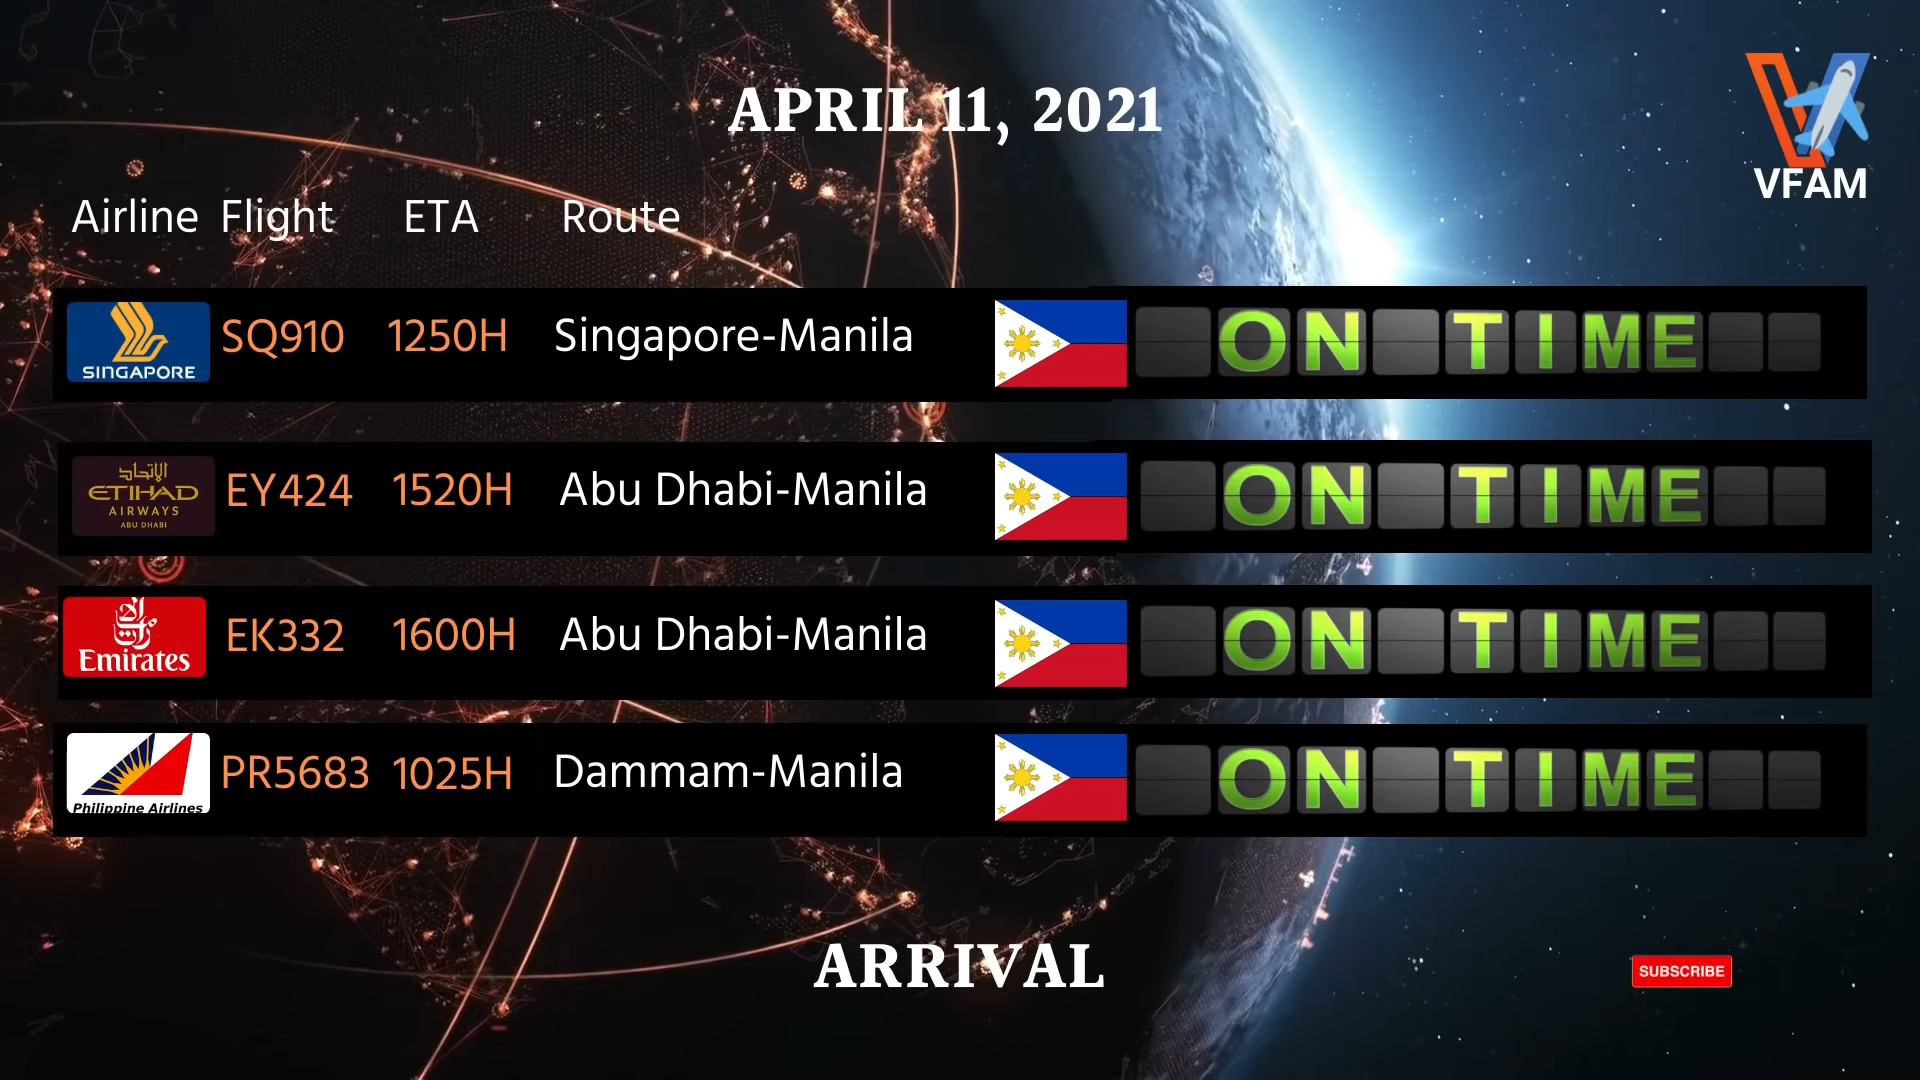 APRIL 11, 2021
VFAM
Airline Flight ETA Route
SINGAPORE SQ910 1250H Singapore-Manila ON TIME
الإتحاد
ETIHAD
AIRWAYS
ABU DHABI
EY424 1520H Abu Dhabi-Manila ON TIME
Emirates EK332 1600H Abu Dhabi-Manila ON TIME
Philippine Airlines PR5683 1025H Dammam-Manila ON TIME
ARRIVAL
SUBSCRIBE